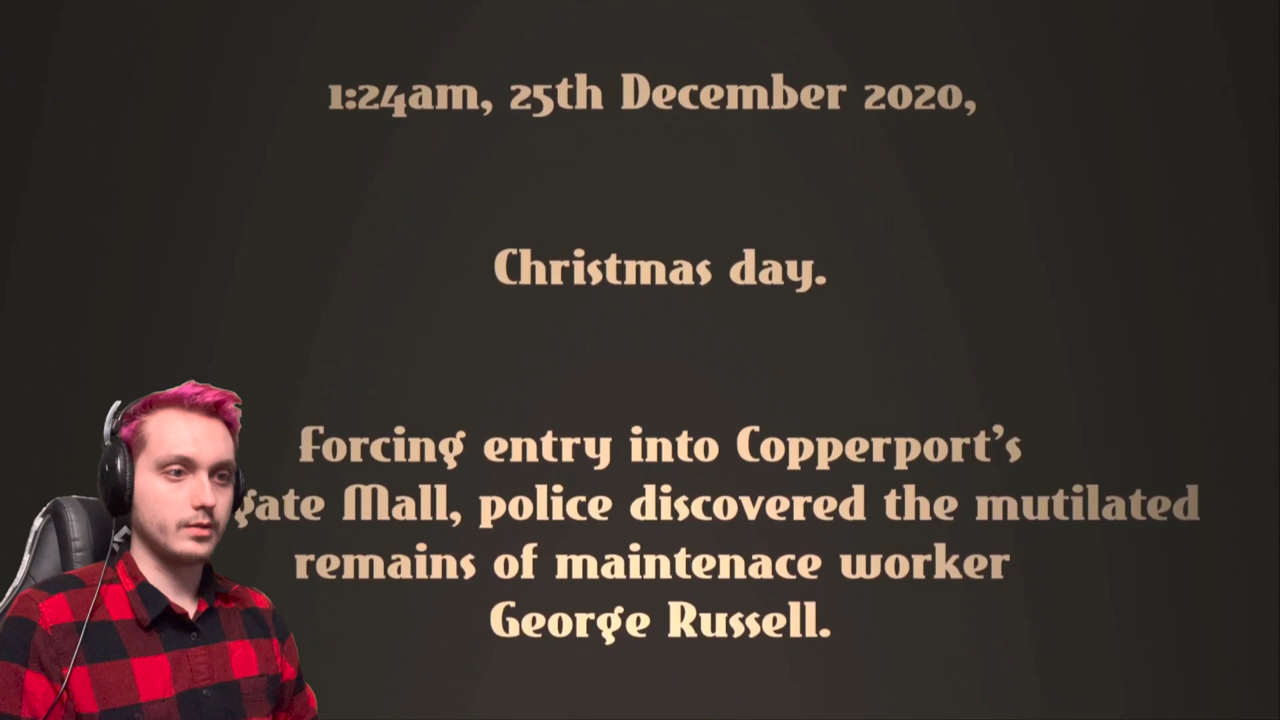 1:24am, 25th December 2020,
Christmas day.
Forcing entry into Copperport's
gate Mall, police discovered the mutilated
remains of maintenace worker
George Russell.